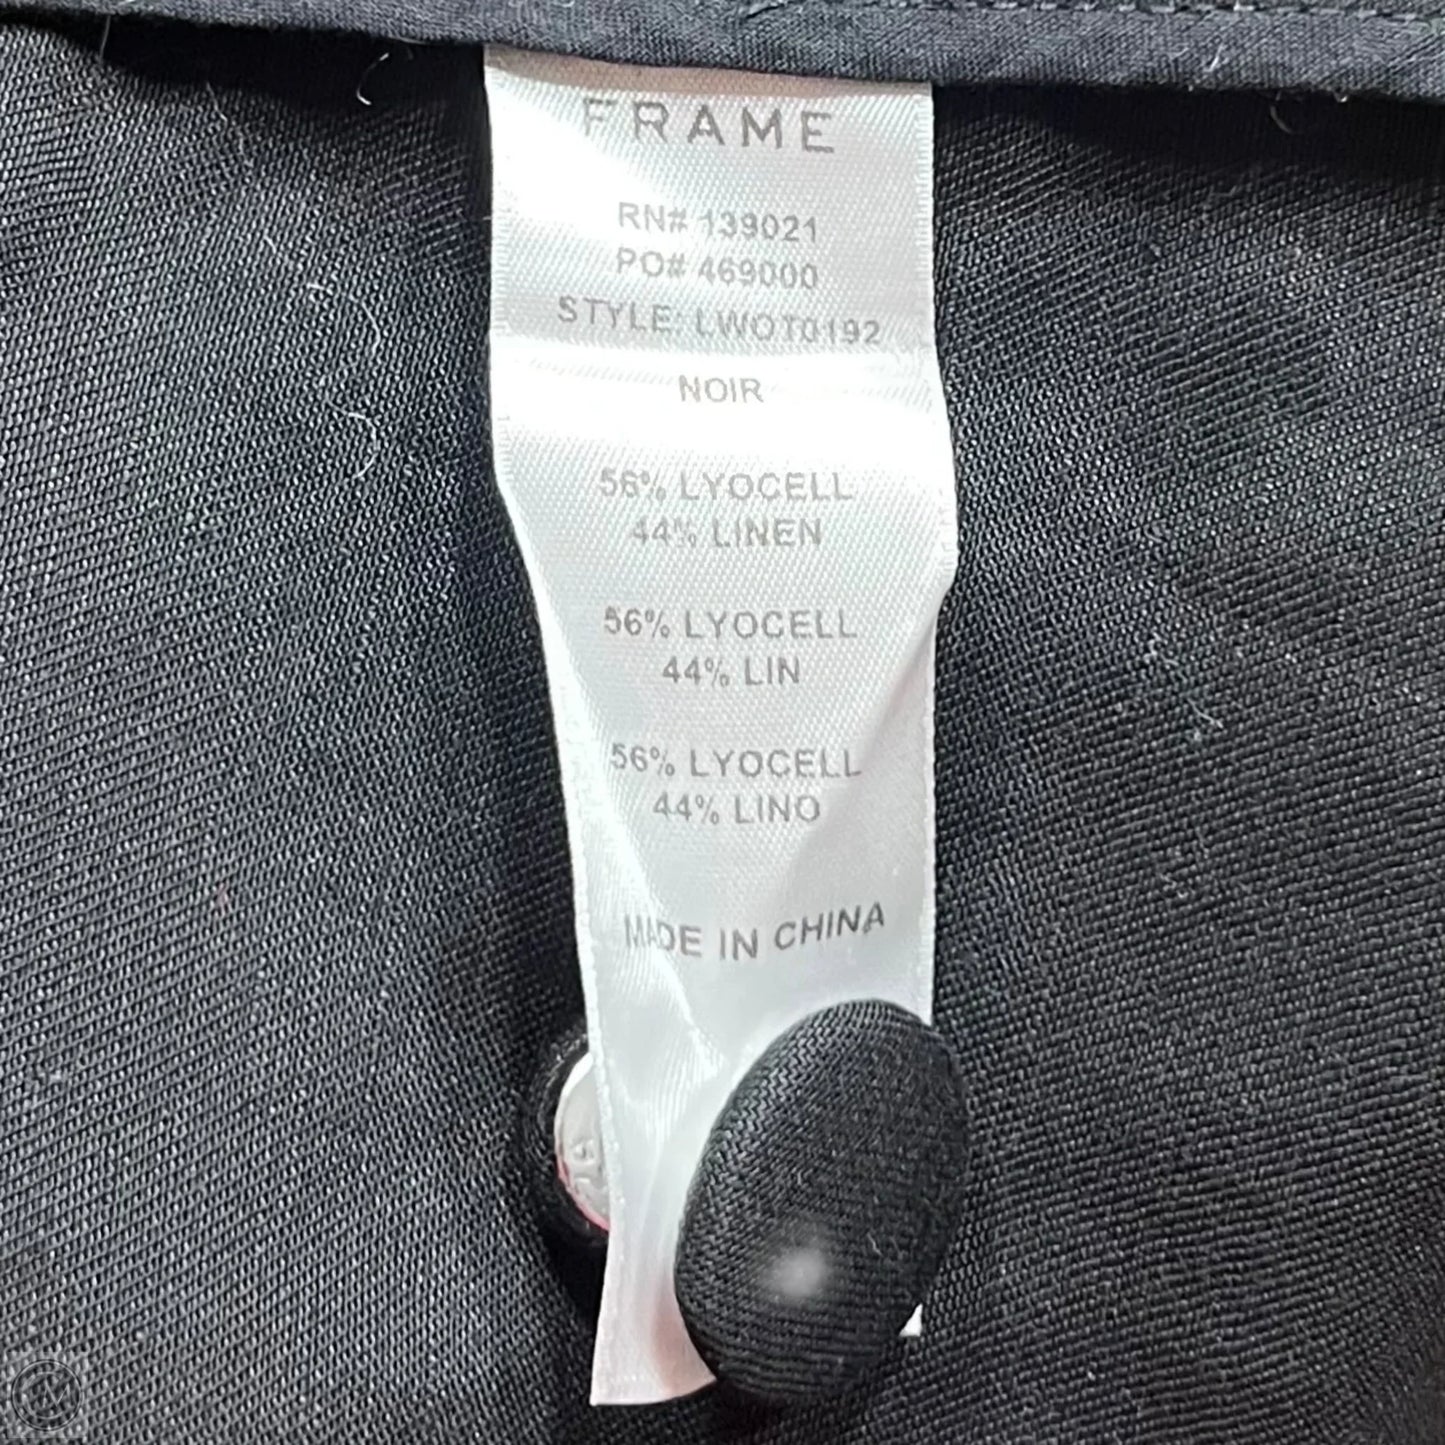 FRAME
RN# 139021
PO# 469000
STYLE: LWOT0192
NOIR
56% LYOCELL
44% LINEN
56% LYOCELL
44% LIN
56% LYOCELL
44% LINO
MADE IN CHINA